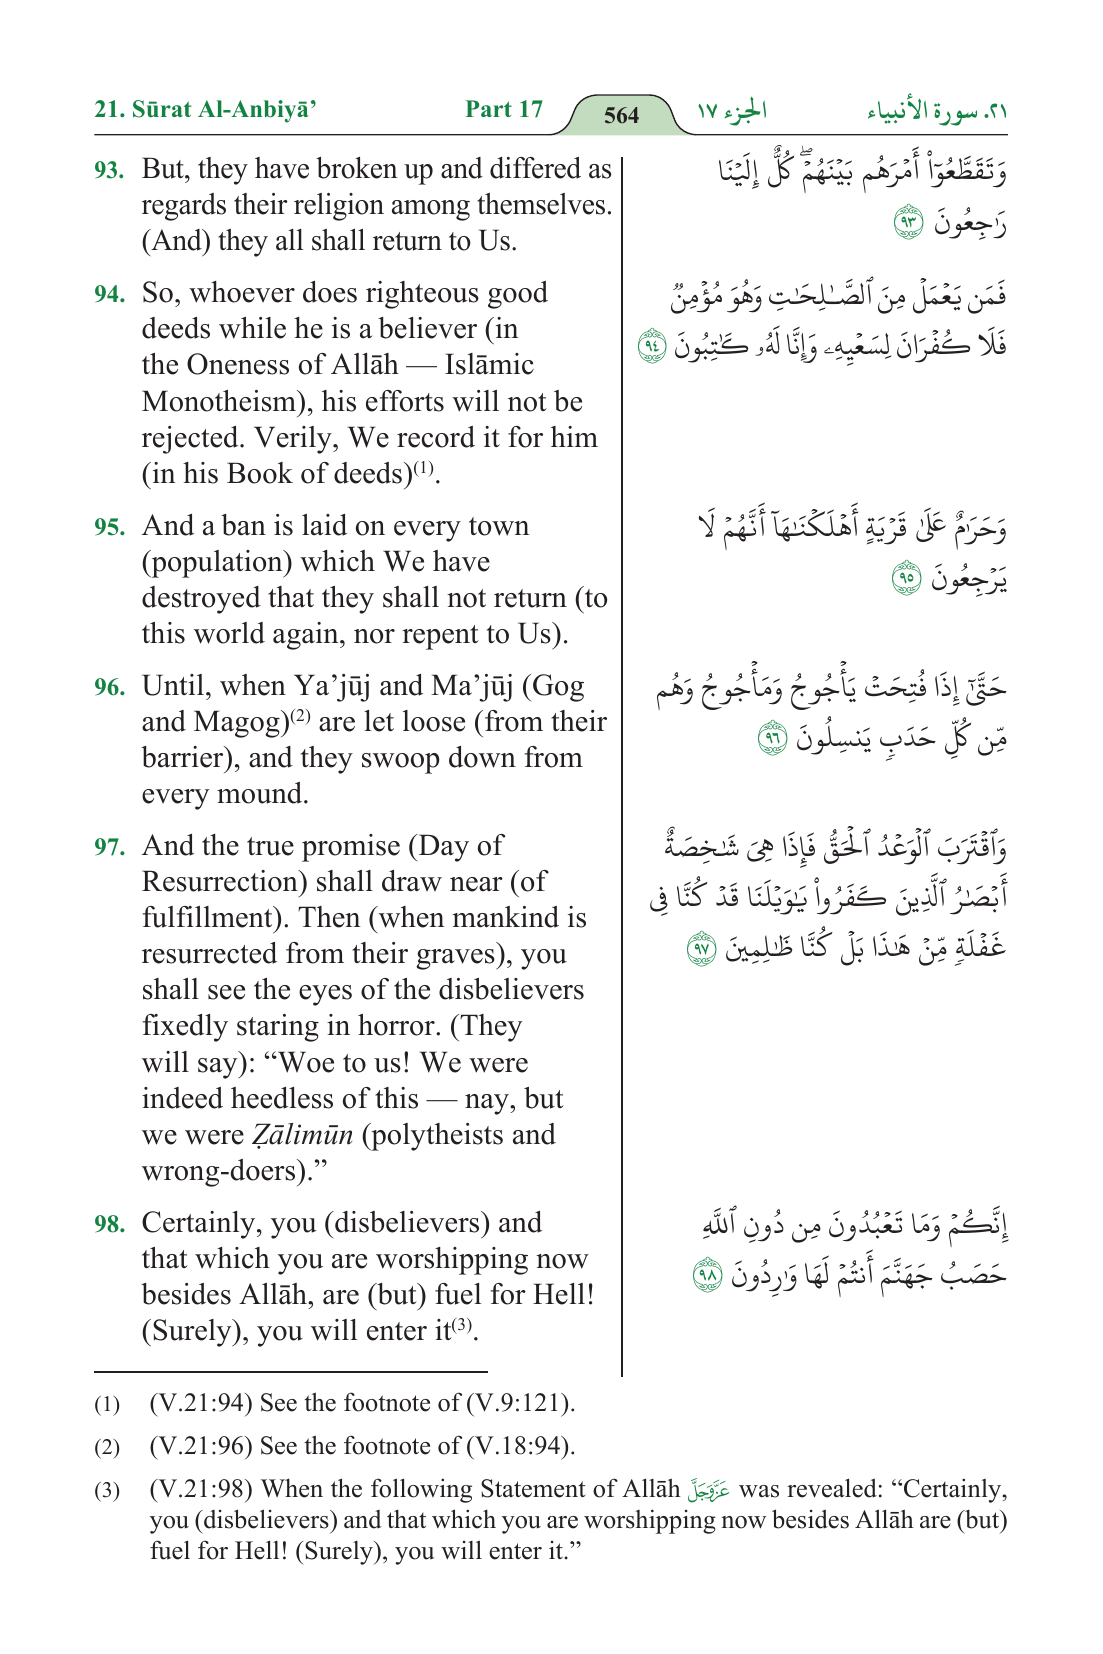 21. Sūrat Al-Anbiyā’ Part 17 564 الجزء ١٧ ٢١. سورة الأنبياء
93. But, they have broken up and differed as
regards their religion among themselves.
(And) they all shall return to Us.
وَتَقَطَّعُوٓاْ أَمۡرَهُم بَيۡنَهُمۡۖ كُلٌّ إِلَيۡنَا
رَٰجِعُونَ ٩٣
94. So, whoever does righteous good
deeds while he is a believer (in
the Oneness of Allāh — Islāmic
Monotheism), his efforts will not be
rejected. Verily, We record it for him
(in his Book of deeds)(1).
فَمَن يَعۡمَلۡ مِنَ ٱلصَّٰلِحَٰتِ وَهُوَ مُؤۡمِنٞ
فَلَا كُفۡرَانَ لِسَعۡيِهِۦ وَإِنَّا لَهُۥ كَٰتِبُونَ ٩٤
95. And a ban is laid on every town
(population) which We have
destroyed that they shall not return (to
this world again, nor repent to Us).
وَحَرَٰمٌ عَلَىٰ قَرۡيَةٍ أَهۡلَكۡنَٰهَآ أَنَّهُمۡ لَا
يَرۡجِعُونَ ٩٥
96. Until, when Ya’jūj and Ma’jūj (Gog
and Magog)(2) are let loose (from their
barrier), and they swoop down from
every mound.
حَتَّىٰٓ إِذَا فُتِحَتۡ يَأۡجُوجُ وَمَأۡجُوجُ وَهُم
مِّن كُلِّ حَدَبٖ يَنسِلُونَ ٩٦
97. And the true promise (Day of
Resurrection) shall draw near (of
fulfillment). Then (when mankind is
resurrected from their graves), you
shall see the eyes of the disbelievers
fixedly staring in horror. (They
will say): “Woe to us! We were
indeed heedless of this — nay, but
we were Ẓālimūn (polytheists and
wrong-doers).”
وَٱقۡتَرَبَ ٱلۡوَعۡدُ ٱلۡحَقُّ فَإِذَا هِيَ شَٰخِصَةٌ
أَبۡصَٰرُ ٱلَّذِينَ كَفَرُواْ يَٰوَيۡلَنَا قَدۡ كُنَّا فِي
غَفۡلَةٖ مِّنۡ هَٰذَا بَلۡ كُنَّا ظَٰلِمِينَ ٩٧
98. Certainly, you (disbelievers) and
that which you are worshipping now
besides Allāh, are (but) fuel for Hell!
(Surely), you will enter it(3).
إِنَّكُمۡ وَمَا تَعۡبُدُونَ مِن دُونِ ٱللَّهِ
حَصَبُ جَهَنَّمَ أَنتُمۡ لَهَا وَٰرِدُونَ ٩٨
(1) (V.21:94) See the footnote of (V.9:121).
(2) (V.21:96) See the footnote of (V.18:94).
(3) (V.21:98) When the following Statement of Allāh عَزَّوَجَلَّ was revealed: “Certainly,
you (disbelievers) and that which you are worshipping now besides Allāh are (but)
fuel for Hell! (Surely), you will enter it.”